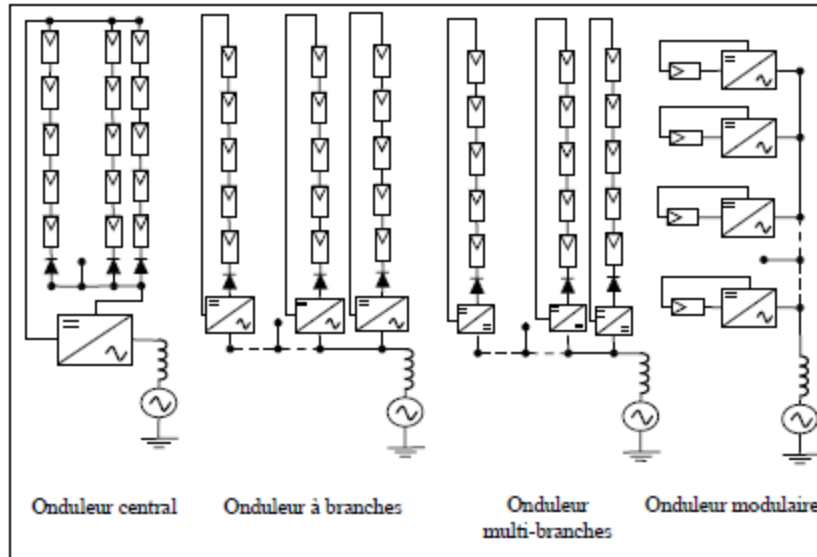 Onduleur central
Onduleur à branches
Onduleur
multi-branches
Onduleur modulaire